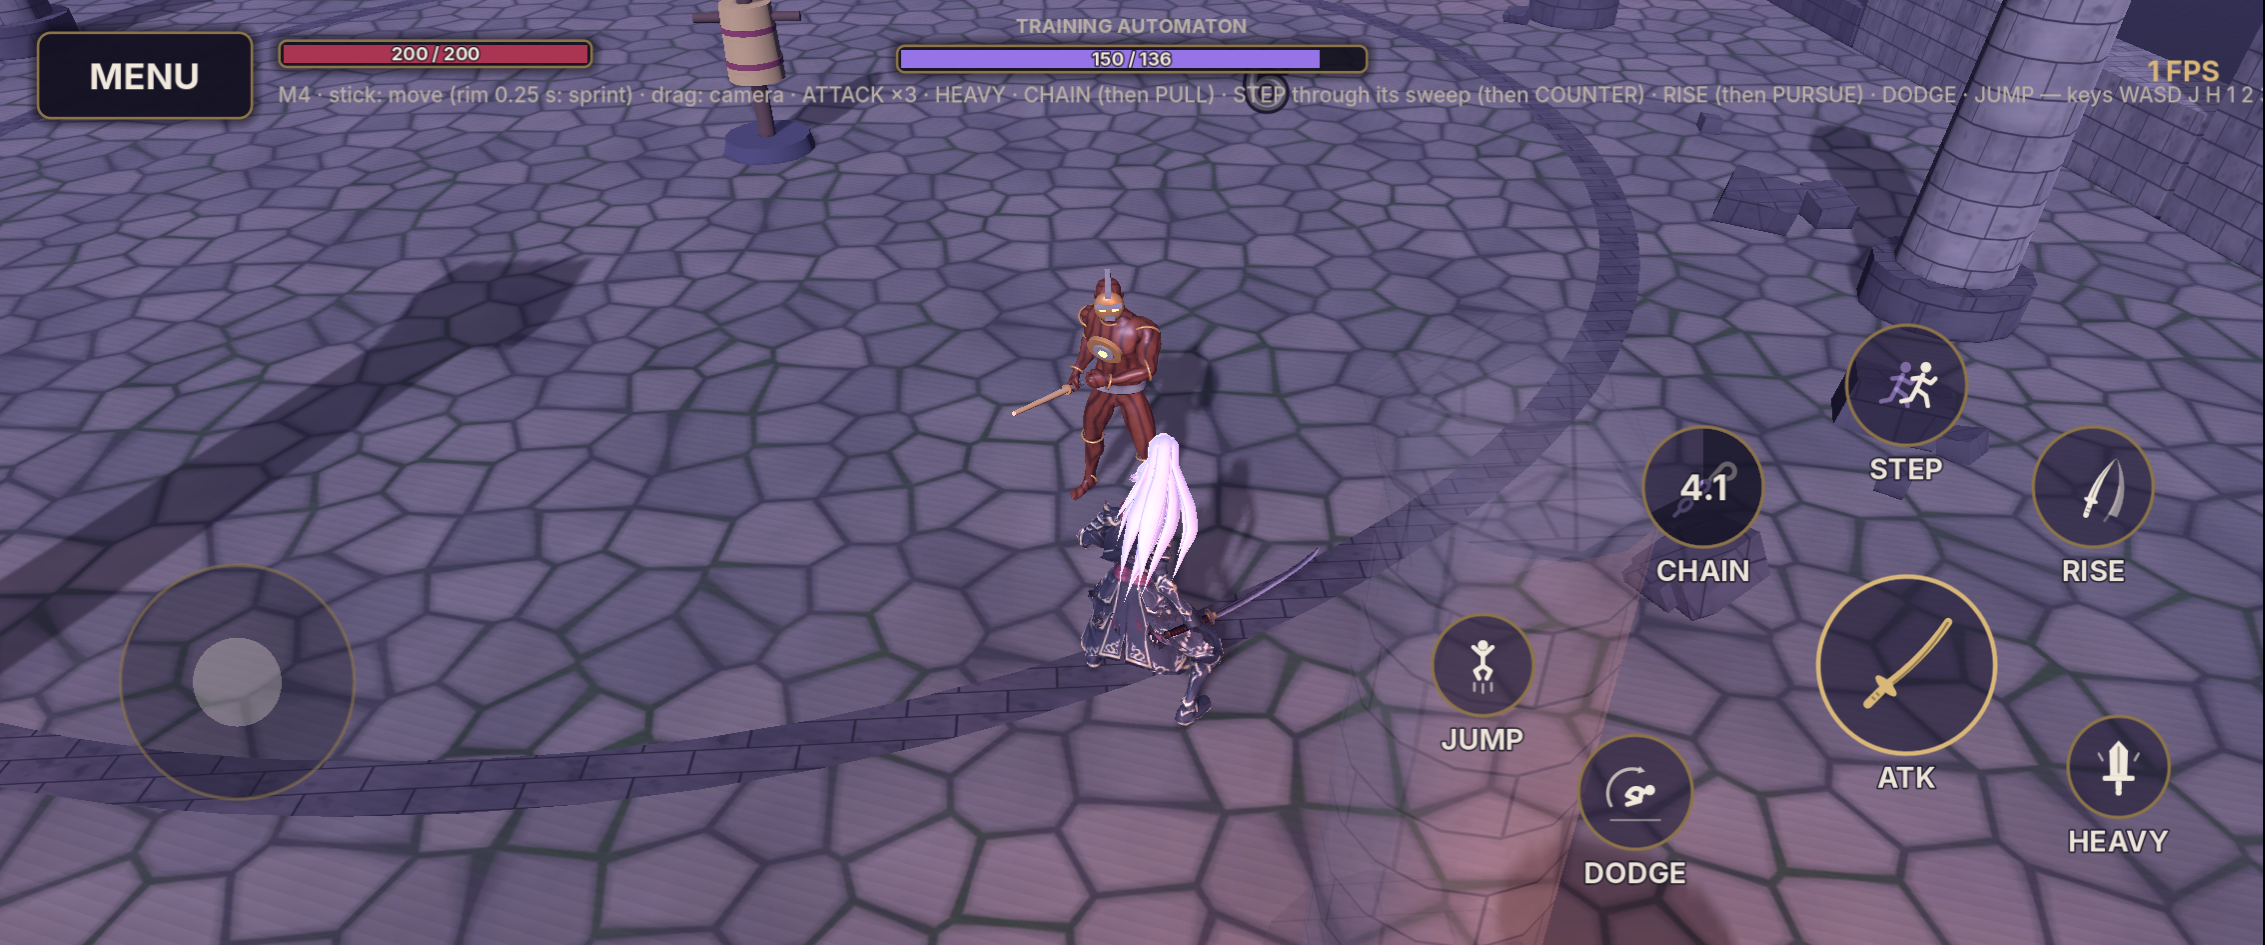 TRAINING AUTOMATON
MENU
200 / 200
150 / 136
1 FPS
M4 · stick: move (rim 0.25 s: sprint) · drag: camera · ATTACK ×3 · HEAVY · CHAIN (then PULL) · STEP through its sweep (then COUNTER) · RISE (then PURSUE) · DODGE · JUMP — keys WASD J H 1 2
STEP
4.1
CHAIN
RISE
JUMP
ATK
DODGE
HEAVY